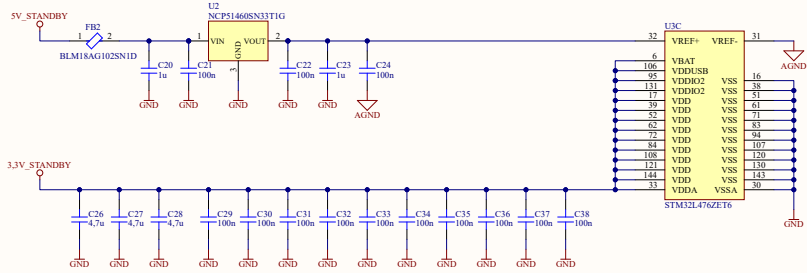 5V_STANDBY
FB2
1
2
BLM18AG102SN1D
C20
1u
GND
C21
100n
GND
U2
NCP51460SN33T1G
1
VIN
VOUT
2
GND
3
GND
C22
100n
GND
C23
1u
GND
C24
100n
AGND
U3C
32 VREF+ VREF- 31
AGND
6 VBAT
106 VDDUSB
95 VDDIO2 VSS 16
131 VDDIO2 VSS 38
17 VDD VSS 51
39 VDD VSS 61
52 VDD VSS 71
62 VDD VSS 83
72 VDD VSS 94
84 VDD VSS 107
108 VDD VSS 120
121 VDD VSS 130
144 VDD VSS 143
33 VDDA VSSA 30
STM32L476ZET6
GND
3,3V_STANDBY
C26
4,7u
GND
C27
4,7u
GND
C28
4,7u
GND
C29
100n
GND
C30
100n
GND
C31
100n
GND
C32
100n
GND
C33
100n
GND
C34
100n
GND
C35
100n
GND
C36
100n
GND
C37
100n
GND
C38
100n
GND